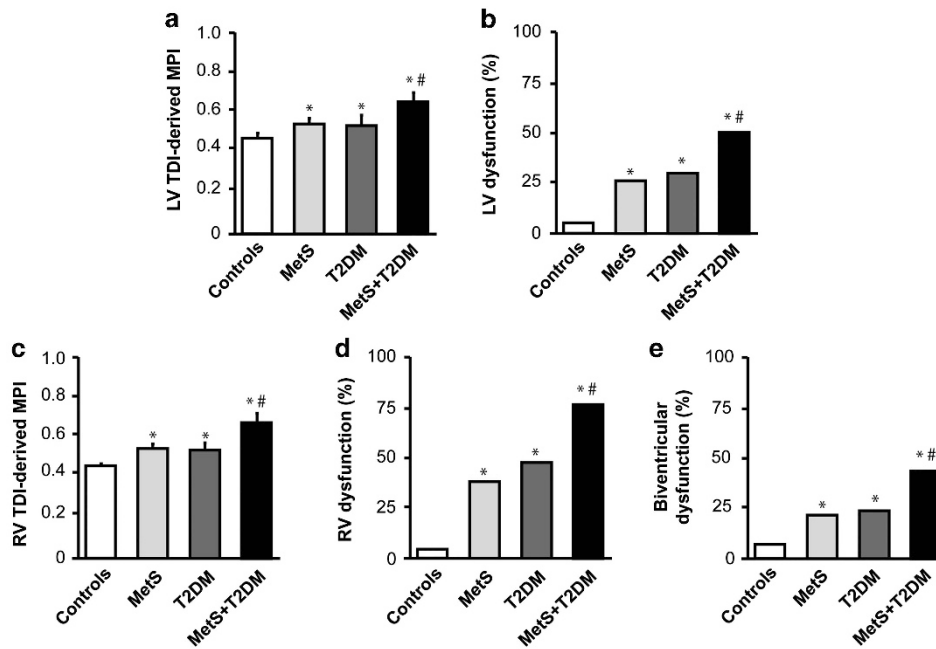 a
LV TDI-derived MPI
1.0
0.8
0.6
0.4
0.2
0
*
*
* #
Controls
MetS
T2DM
MetS+T2DM
b
LV dysfunction (%)
100
75
50
25
0
*
*
* #
Controls
MetS
T2DM
MetS+T2DM
c
RV TDI-derived MPI
1.0
0.8
0.6
0.4
0.2
0
*
*
* #
Controls
MetS
T2DM
MetS+T2DM
d
RV dysfunction (%)
100
75
50
25
0
*
*
* #
Controls
MetS
T2DM
MetS+T2DM
e
Biventricular
dysfunction (%)
100
75
50
25
0
*
*
* #
Controls
MetS
T2DM
MetS+T2DM